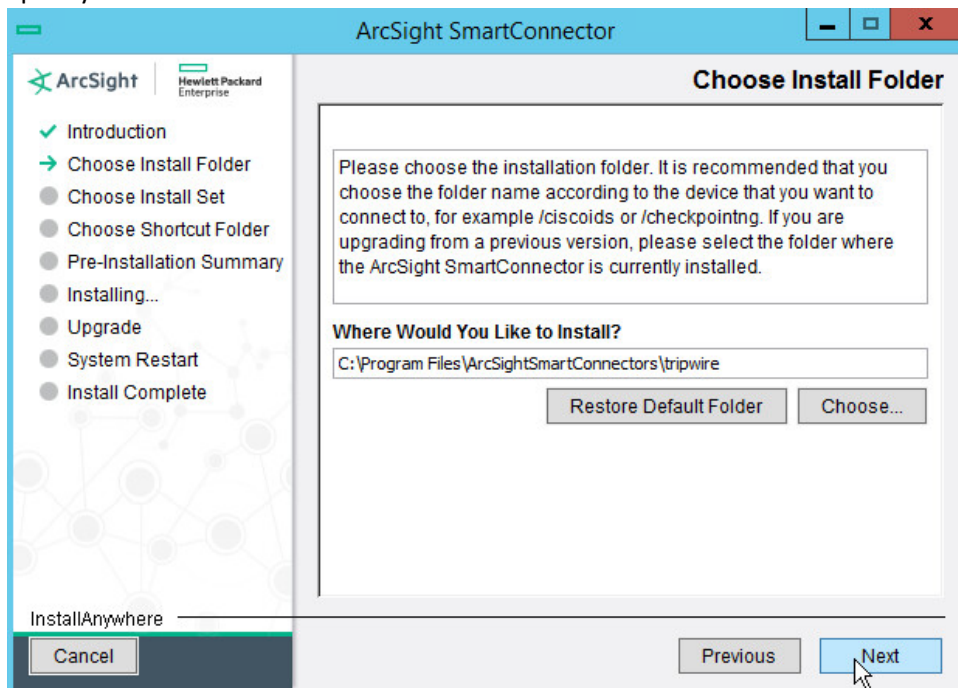 ArcSight SmartConnector
X
ArcSight
Hewlett Packard
Enterprise
Choose Install Folder
Introduction
Choose Install Folder
Choose Install Set
Choose Shortcut Folder
Pre-Installation Summary
Installing...
Upgrade
System Restart
Install Complete
Please choose the installation folder. It is recommended that you
choose the folder name according to the device that you want to
connect to, for example /ciscoids or /checkpointng. If you are
upgrading from a previous version, please select the folder where
the ArcSight SmartConnector is currently installed.
Where Would You Like to Install?
C:\Program Files\ArcSightSmartConnectors\tripwire
Restore Default Folder
Choose...
InstallAnywhere
Cancel
Previous
Next